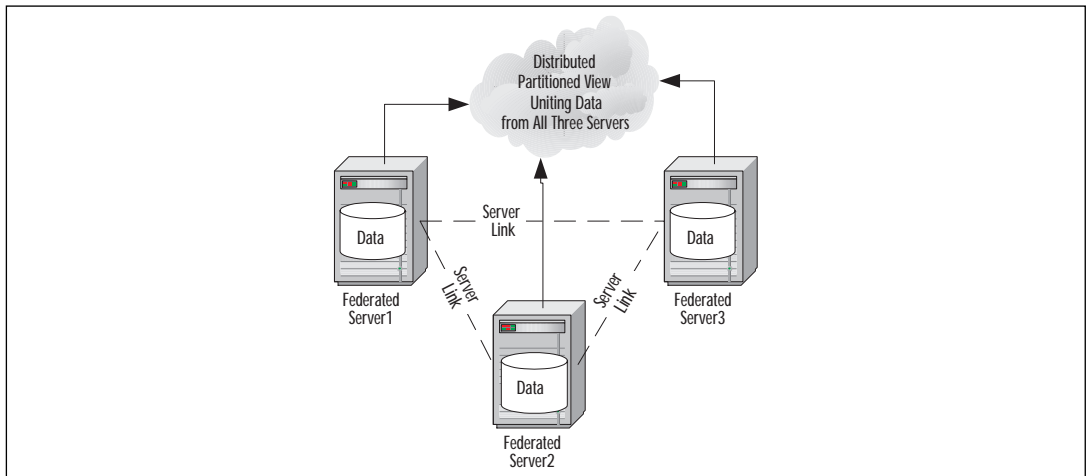 Distributed
Partitioned View
Uniting Data
from All Three Servers
Server
Link
Data
Data
Federated
Server1
Server
Link
Server
Link
Federated
Server3
Data
Federated
Server2